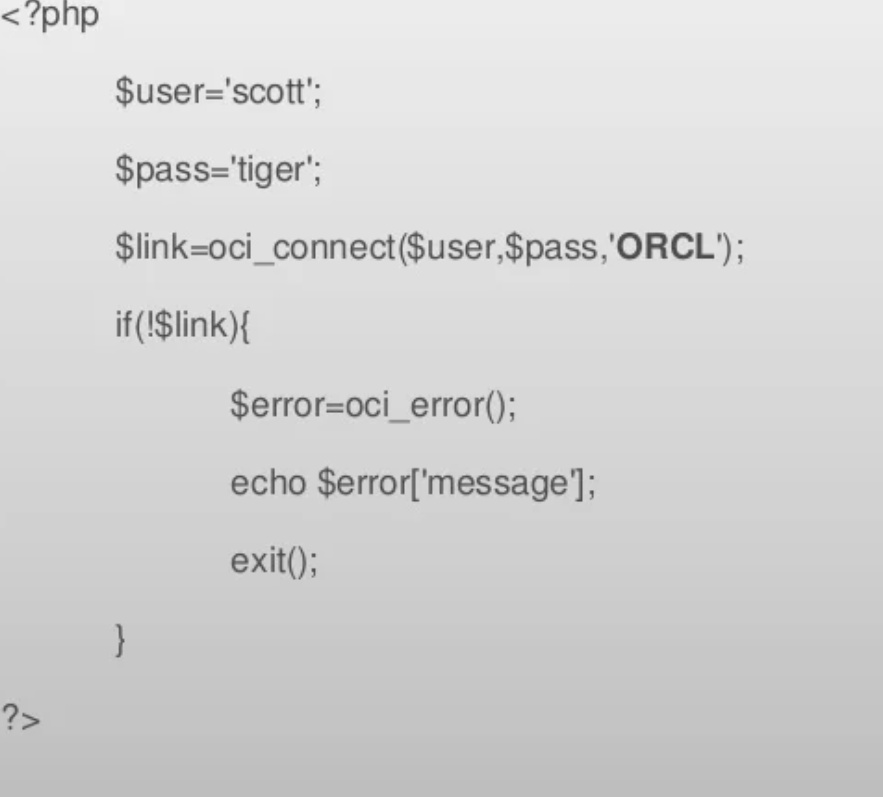 <?php
$user='scott';
$pass='tiger';
$link=oci_connect($user,$pass,'ORCL');
if(!$link){
$error=oci_error();
echo $error['message'];
exit();
}
?>